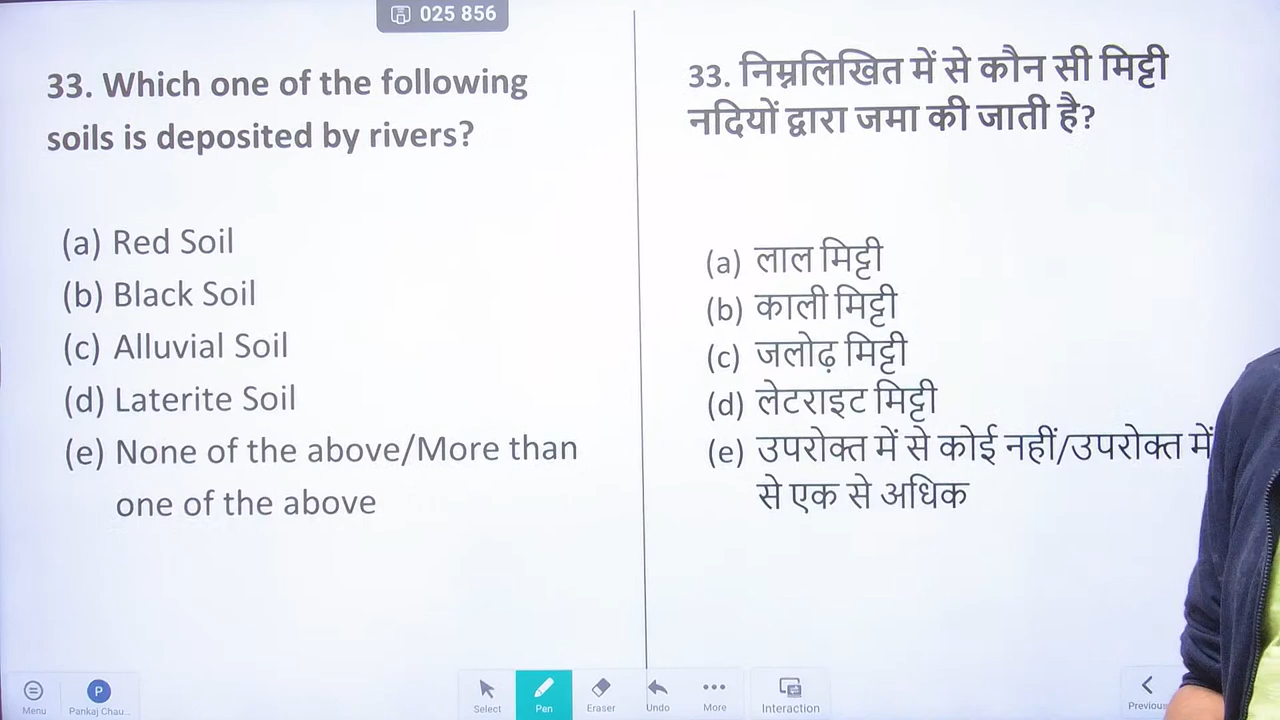 025 856
33. Which one of the following
soils is deposited by rivers?
(a) Red Soil
(b) Black Soil
(c) Alluvial Soil
(d) Laterite Soil
(e) None of the above/More than
one of the above
33. निम्नलिखित में से कौन सी मिट्टी
नदियों द्वारा जमा की जाती है?
(a) लाल मिट्टी
(b) काली मिट्टी
(c) जलोढ़ मिट्टी
(d) लेटराइट मिट्टी
(e) उपरोक्त में से कोई नहीं/उपरोक्त में
से एक से अधिक
Menu
P
Pankaj Chau...
Select
Pen
Eraser
Undo
More
Interaction
Previou